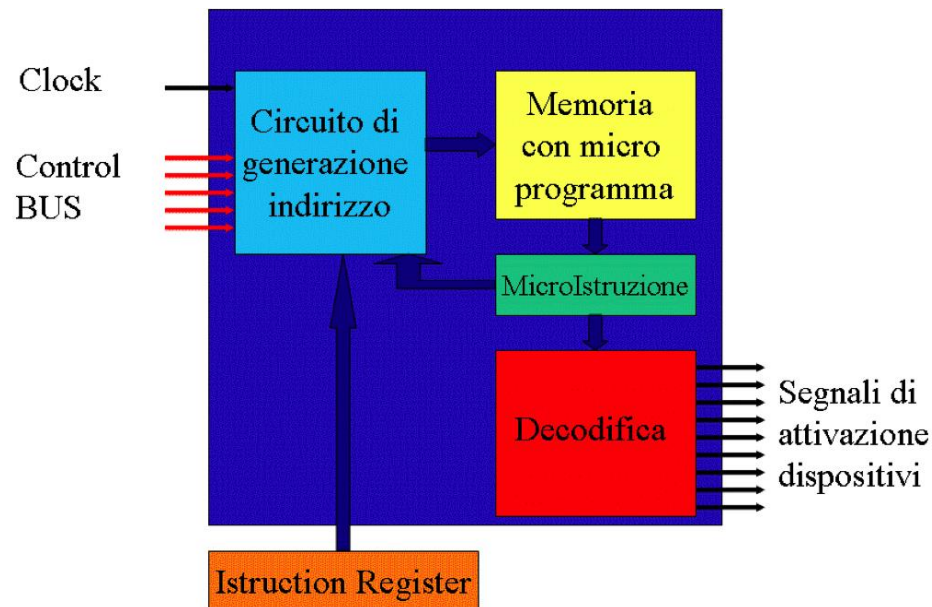 Clock
Control
BUS
Circuito di
generazione
indirizzo
Memoria
con micro
programma
MicroIstruzione
Decodifica
Segnali di
attivazione
dispositivi
Istruction Register